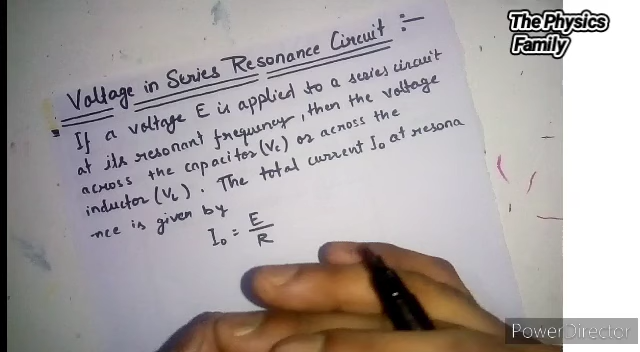 The Physics
Family
Voltage in Series Resonance Circuit :-
If a voltage E is applied to a series circuit
at its resonant frequency, then the voltage
across the capacitor (Vc) or across the
inductor (VL). The total current Io at resona
nce is given by
Io = E/R
PowerDirector